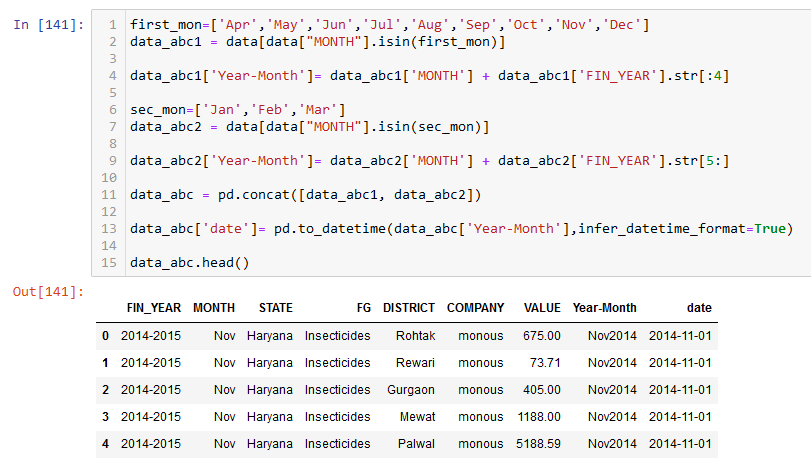 In [141]:
1 first_mon=['Apr','May','Jun','Jul','Aug','Sep','Oct','Nov','Dec']
2 data_abc1 = data[data["MONTH"].isin(first_mon)]
3
4 data_abc1['Year-Month']= data_abc1['MONTH'] + data_abc1['FIN_YEAR'].str[:4]
5
6 sec_mon=['Jan','Feb','Mar']
7 data_abc2 = data[data["MONTH"].isin(sec_mon)]
8
9 data_abc2['Year-Month']= data_abc2['MONTH'] + data_abc2['FIN_YEAR'].str[5:]
10
11 data_abc = pd.concat([data_abc1, data_abc2])
12
13 data_abc['date']= pd.to_datetime(data_abc['Year-Month'],infer_datetime_format=True)
14
15 data_abc.head()
Out[141]:
FIN_YEAR MONTH STATE FG DISTRICT COMPANY VALUE Year-Month date
0 2014-2015 Nov Haryana Insecticides Rohtak monous 675.00 Nov2014 2014-11-01
1 2014-2015 Nov Haryana Insecticides Rewari monous 73.71 Nov2014 2014-11-01
2 2014-2015 Nov Haryana Insecticides Gurgaon monous 405.00 Nov2014 2014-11-01
3 2014-2015 Nov Haryana Insecticides Mewat monous 1188.00 Nov2014 2014-11-01
4 2014-2015 Nov Haryana Insecticides Palwal monous 5188.59 Nov2014 2014-11-01